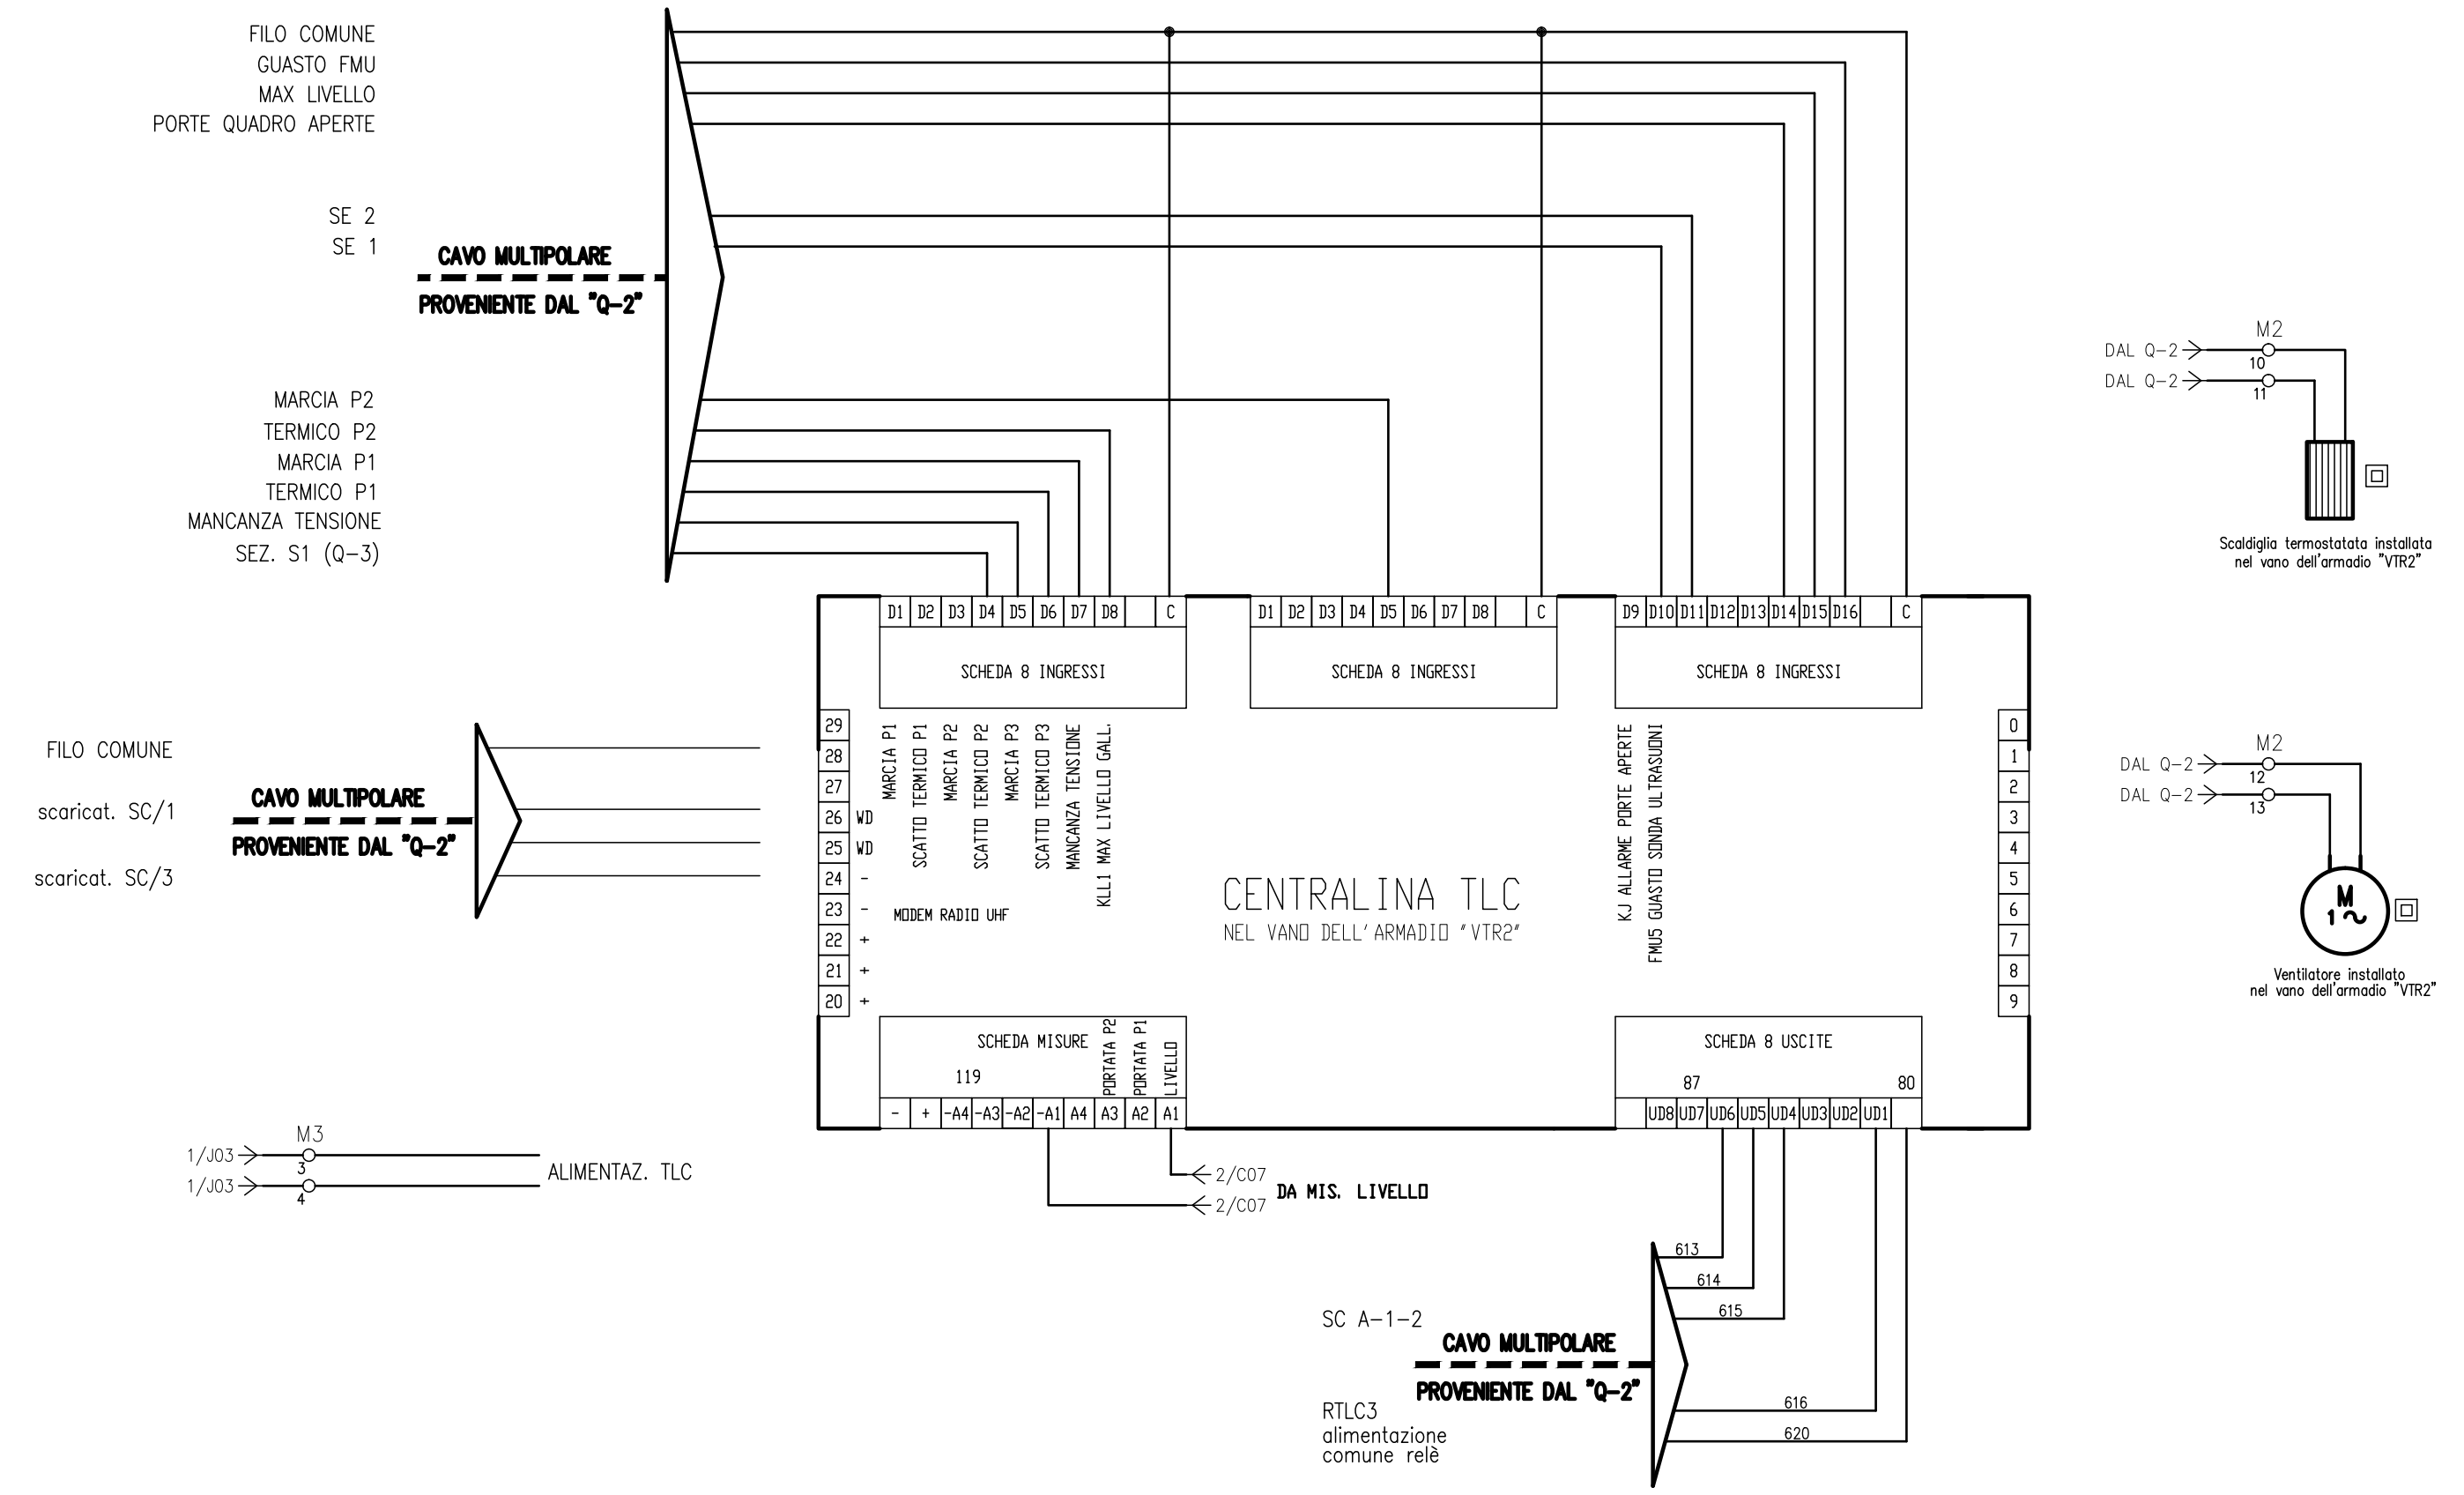 FILO COMUNE
GUASTO FMU
MAX LIVELLO
PORTE QUADRO APERTE
SE 2
SE 1
CAVO MULTIPOLARE
PROVENIENTE DAL "Q-2"
MARCIA P2
TERMICO P2
MARCIA P1
TERMICO P1
MANCANZA TENSIONE
SEZ. S1 (Q-3)
M2
DAL Q-2
10
DAL Q-2
11
Scaldiglia termostatata installata
nel vano dell'armadio "VTR2"
D1 D2 D3 D4 D5 D6 D7 D8 C
SCHEDA 8 INGRESSI
D1 D2 D3 D4 D5 D6 D7 D8 C
SCHEDA 8 INGRESSI
D9 D10 D11 D12 D13 D14 D15 D16 C
SCHEDA 8 INGRESSI
FILO COMUNE
scaricat. SC/1
CAVO MULTIPOLARE
PROVENIENTE DAL "Q-2"
scaricat. SC/3
29
28
27
26 WD
25 WD
24 -
23 -
22 +
21 +
20 +
MARCIA P1
SCATTO TERMICO P1
MARCIA P2
SCATTO TERMICO P2
MARCIA P3
SCATTO TERMICO P3
MANCANZA TENSIONE
KLL1 MAX LIVELLO GALL.
MODEM RADIO UHF
CENTRALINA TLC
NEL VANO DELL'ARMADIO "VTR2"
KJ ALLARME PORTE APERTE
FMU5 GUASTO SONDA ULTRASUONI
0
1
2
3
4
5
6
7
8
9
M2
DAL Q-2
12
DAL Q-2
13
M
1~
Ventilatore installato
nel vano dell'armadio "VTR2"
SCHEDA MISURE
119
PORTATA P2
PORTATA P1
LIVELLO
- + -A4 -A3 -A2 -A1 A4 A3 A2 A1
SCHEDA 8 USCITE
87 80
UD8 UD7 UD6 UD5 UD4 UD3 UD2 UD1
M3
1/J03
3
1/J03
4
ALIMENTAZ. TLC
2/C07
2/C07
DA MIS. LIVELLO
613
614
615
SC A-1-2
CAVO MULTIPOLARE
PROVENIENTE DAL "Q-2"
616
620
RTLC3
alimentazione
comune relè